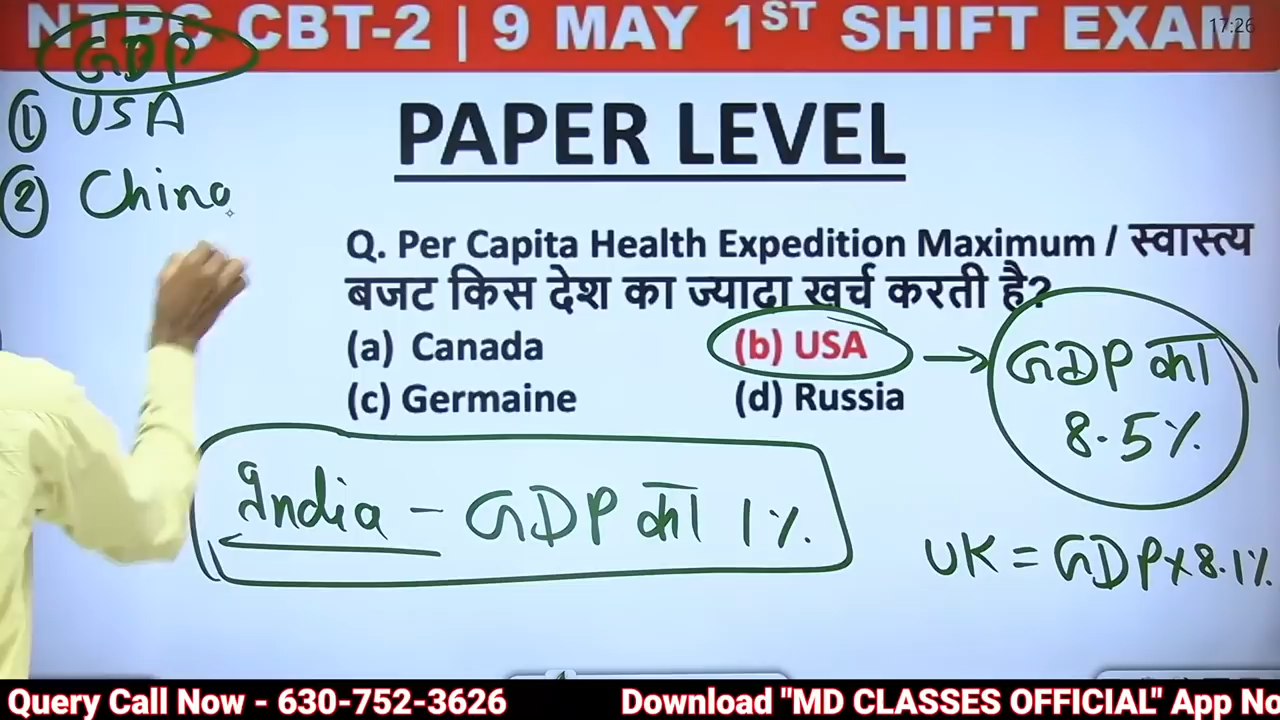 NTPC CBT-2 | 9 MAY 1ST SHIFT EXAM
17:26
GDP
① USA
② China
PAPER LEVEL
Q. Per Capita Health Expedition Maximum / स्वास्त्य
बजट किस देश का ज्यादा खर्च करती है?
(a) Canada
(b) USA
(c) Germaine
(d) Russia
GDP का
8.5%
India - GDP का 1%.
UK = GDP x 8.1%
Query Call Now - 630-752-3626
Download "MD CLASSES OFFICIAL" App No